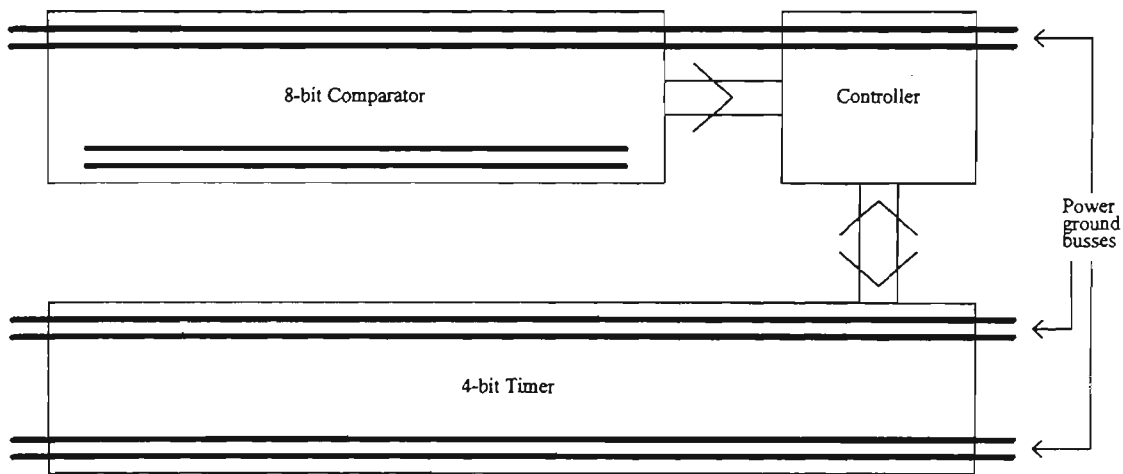 8-bit Comparator
Controller
Power
ground
busses
4-bit Timer